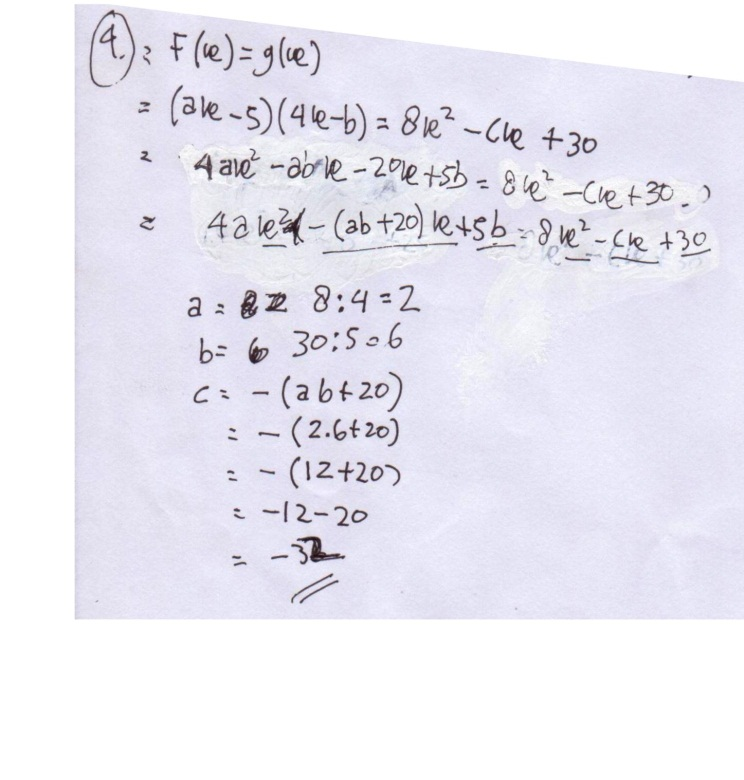 4. = F(x) = g(x)
= (ax - 5)(4x - b) = 8x² - Cx + 30
= 4ax² - abx - 20x + 5b = 8x² - Cx + 30
= 4ax² - (ab + 20)x + 5b = 8x² - cx + 30
a = 8 : 4 = 2
b = 6 30 : 5 = 6
c = - (ab + 20)
= - (2.6 + 20)
= - (12 + 20)
= -12 - 20
= -32